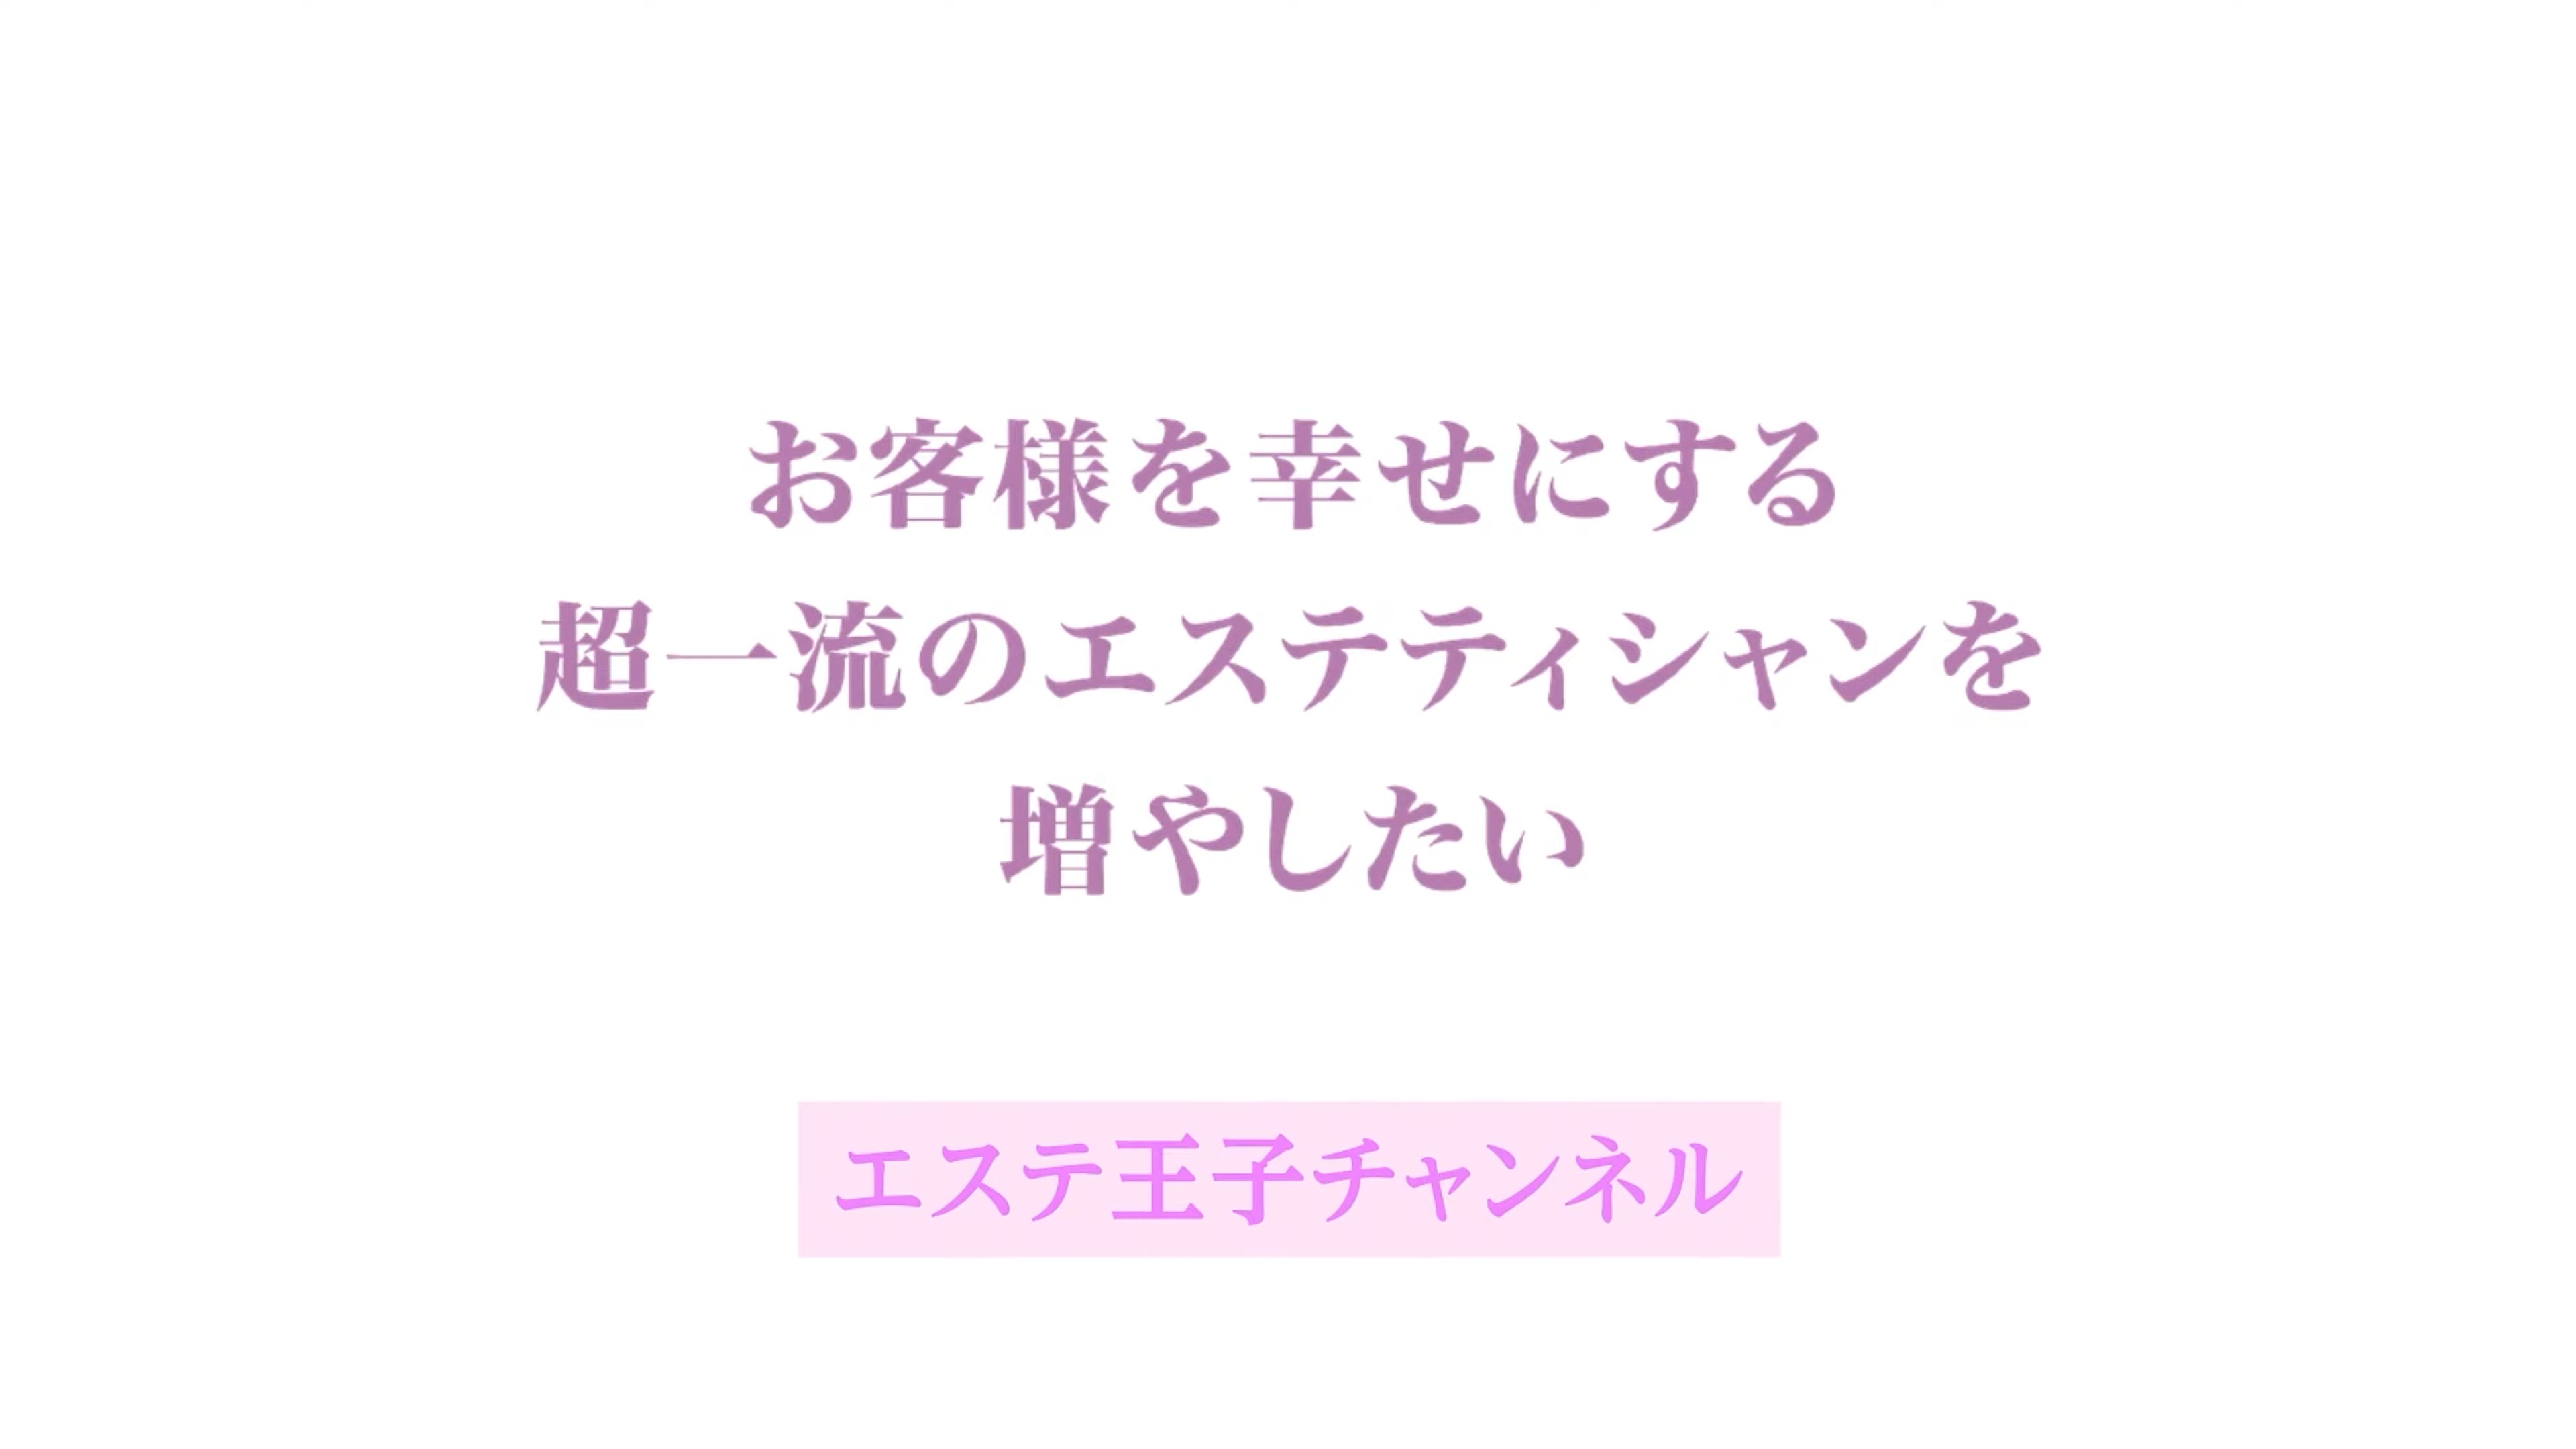 お客様を幸せにする
超一流のエステティシャンを
増やしたい
エステ王子チャンネル